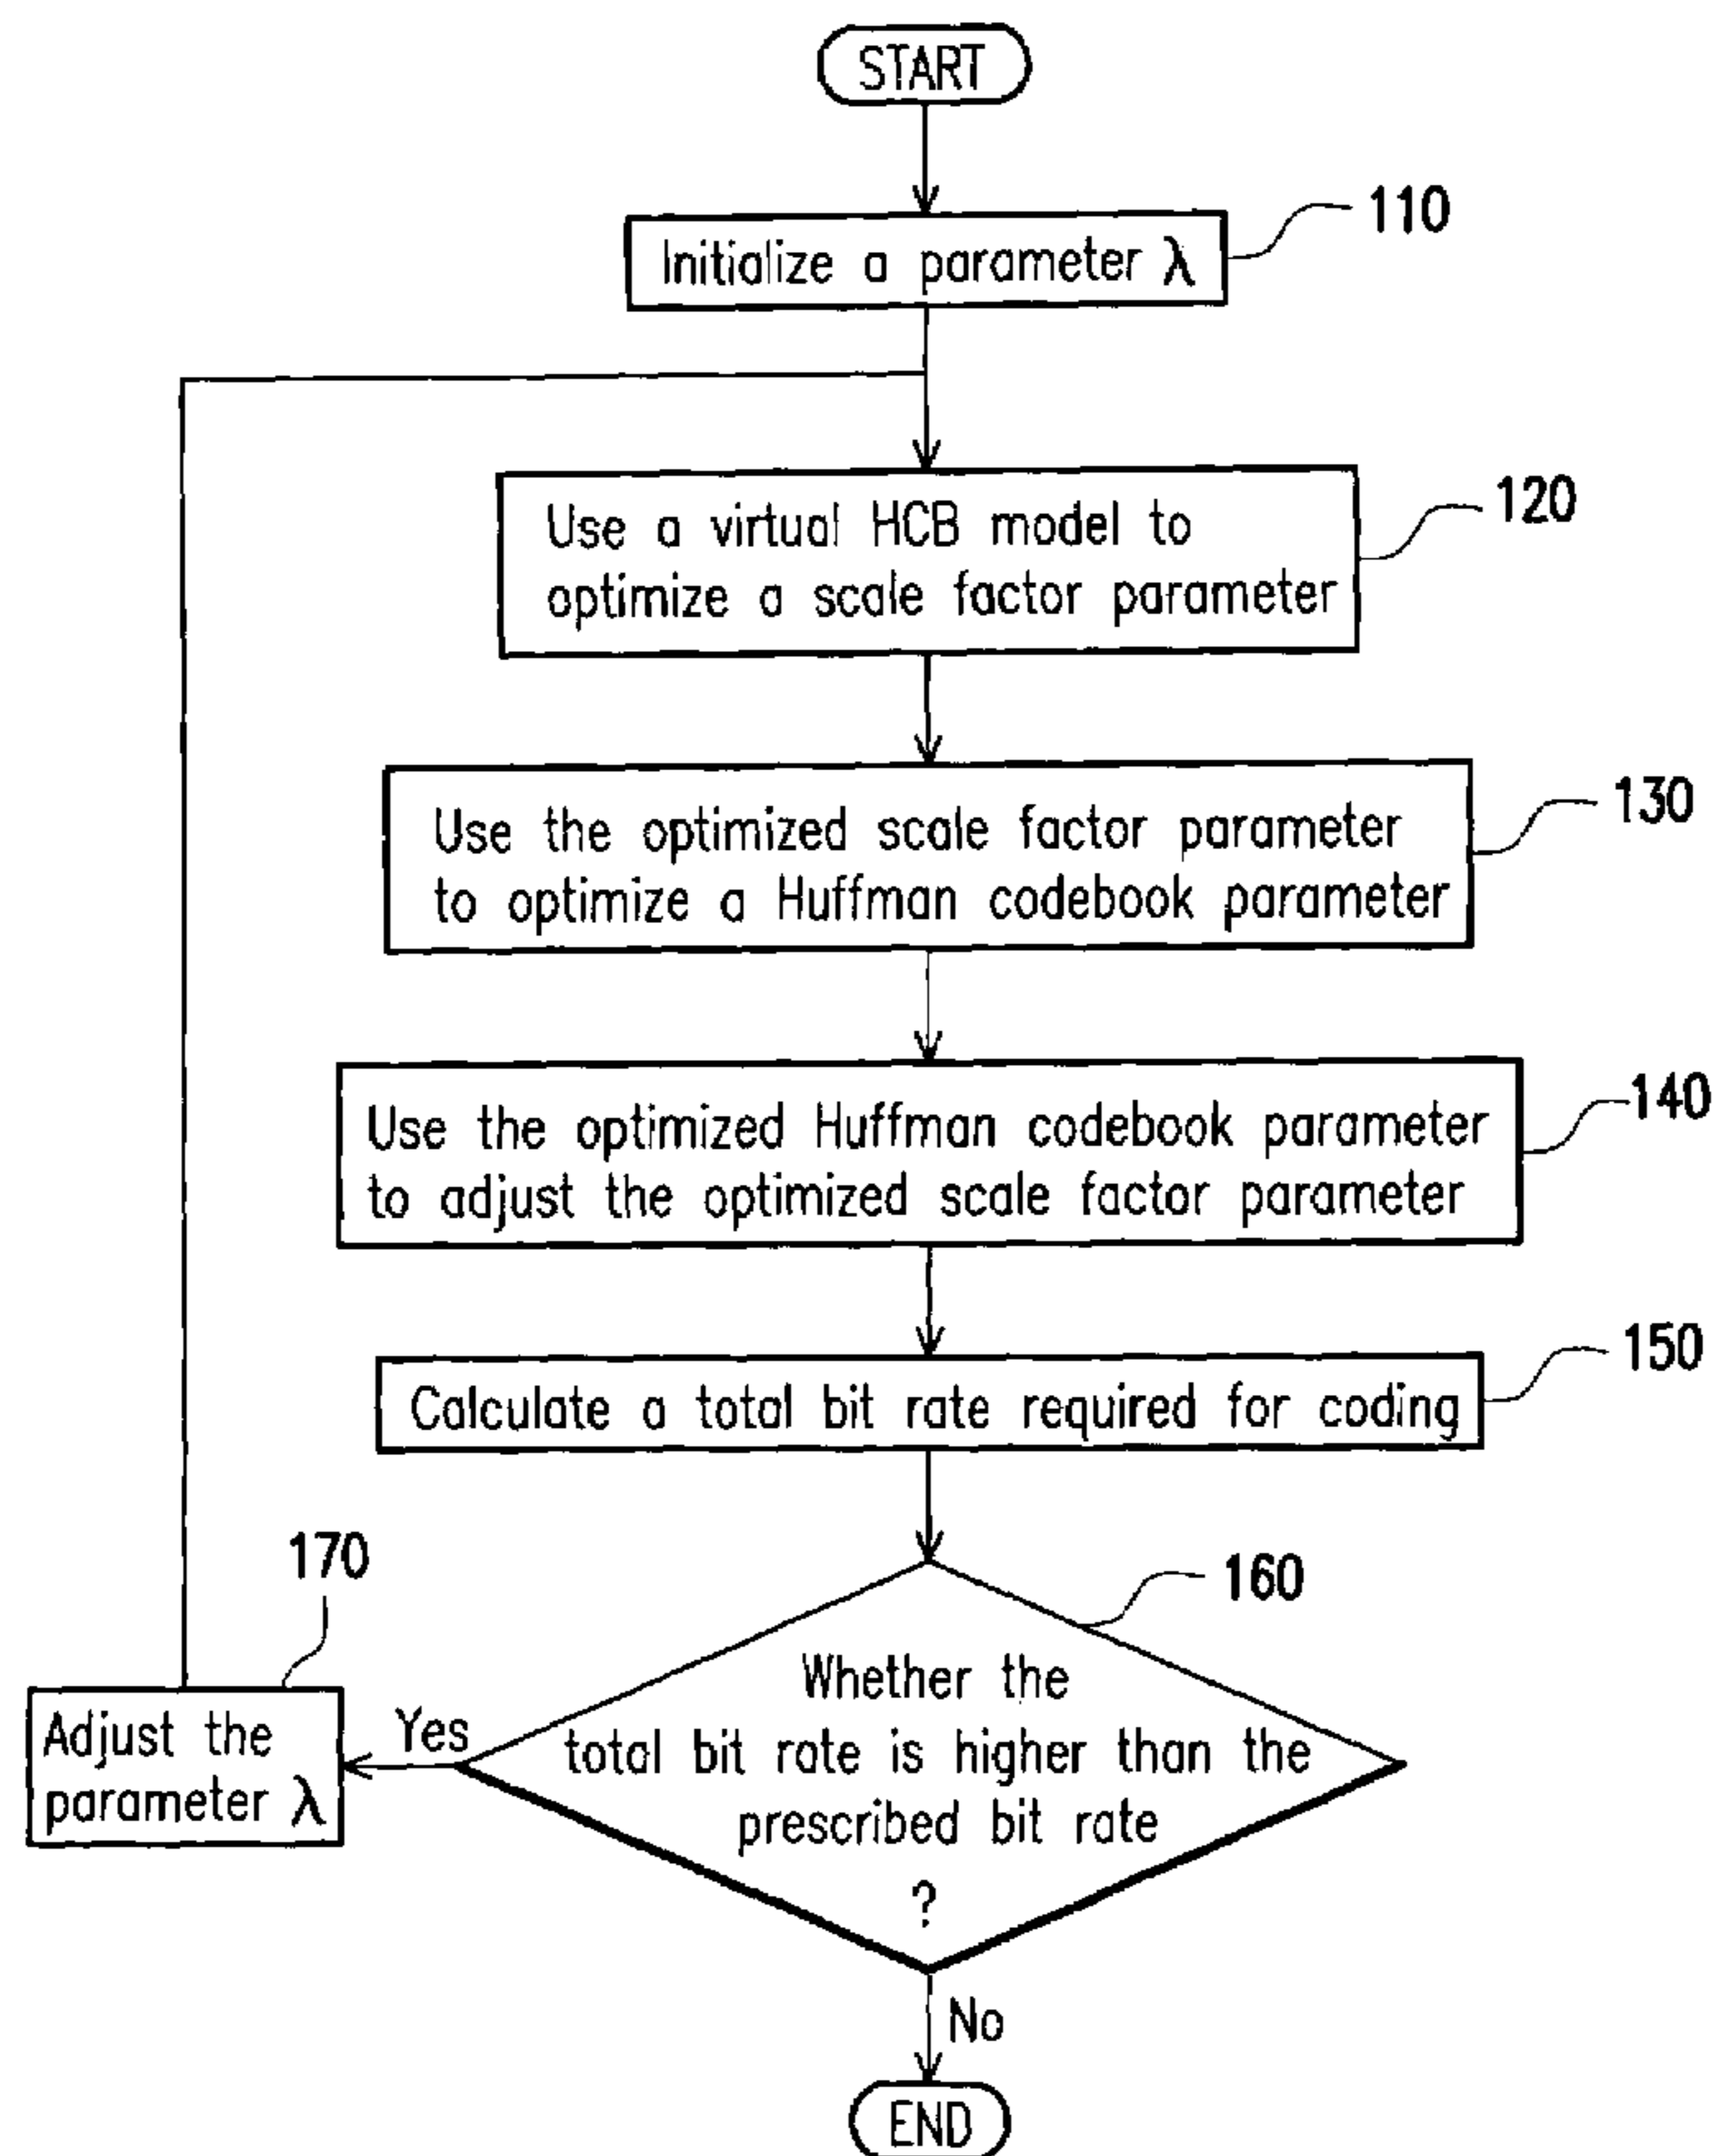 START
Initialize a parameter λ
110
Use a virtual HCB model to
optimize a scale factor parameter
120
Use the optimized scale factor parameter
to optimize a Huffman codebook parameter
130
Use the optimized Huffman codebook parameter
to adjust the optimized scale factor parameter
140
Calculate a total bit rate required for coding
150
160
Whether the
total bit rate is higher than the
prescribed bit rate
?
Yes
170
Adjust the
parameter λ
No
END